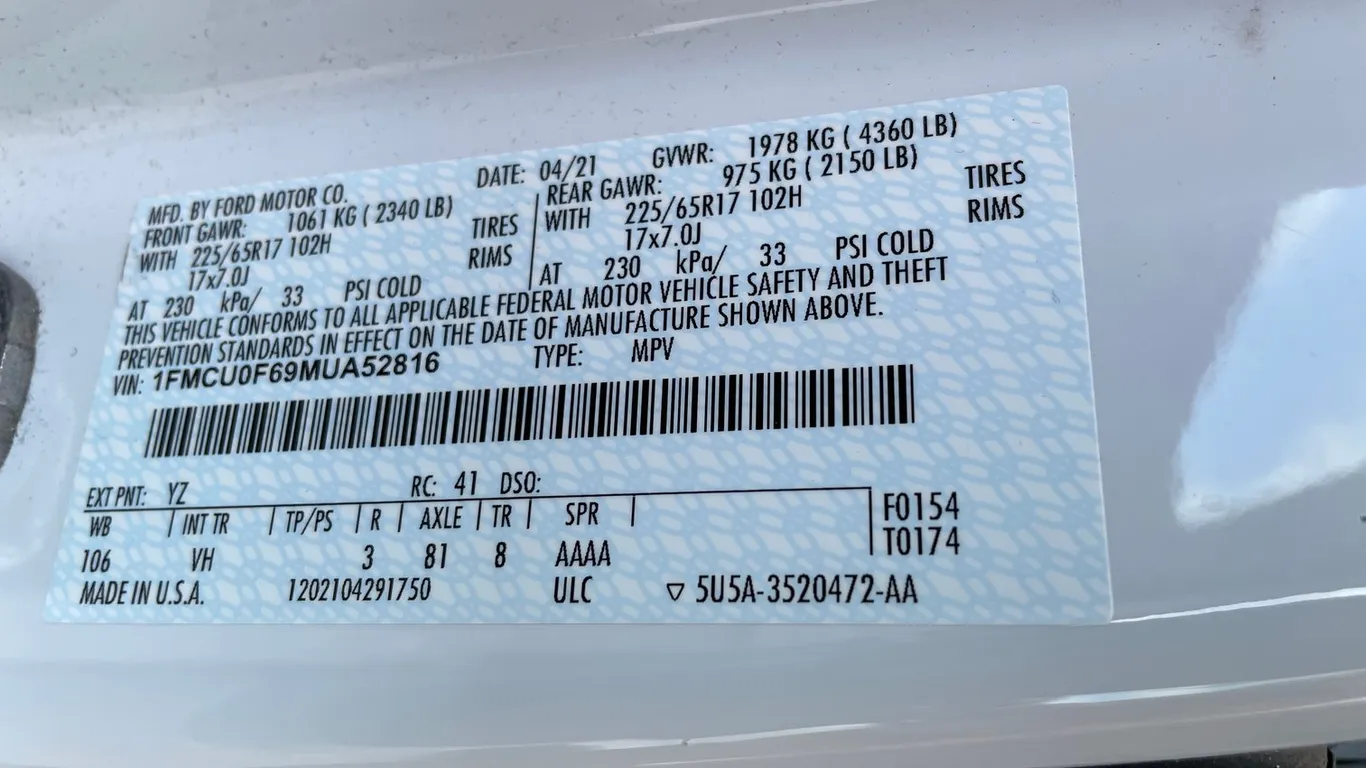 MFD. BY FORD MOTOR CO. DATE: 04/21 GVWR: 1978 KG ( 4360 LB)
FRONT GAWR: 1061 KG ( 2340 LB) REAR GAWR: 975 KG ( 2150 LB)
WITH 225/65R17 102H TIRES WITH 225/65R17 102H TIRES
17x7.0J RIMS 17x7.0J RIMS
AT 230 kPa/ 33 PSI COLD AT 230 kPa/ 33 PSI COLD
THIS VEHICLE CONFORMS TO ALL APPLICABLE FEDERAL MOTOR VEHICLE SAFETY AND THEFT
PREVENTION STANDARDS IN EFFECT ON THE DATE OF MANUFACTURE SHOWN ABOVE.
VIN: 1FMCU0F69MUA52816 TYPE: MPV
EXT PNT: YZ RC: 41 DSO:
WB | INT TR | TP/PS | R | AXLE | TR | SPR | F0154
106 VH 3 81 8 AAAA T0174
MADE IN U.S.A. 1202104291750 ULC ▽ 5U5A-3520472-AA